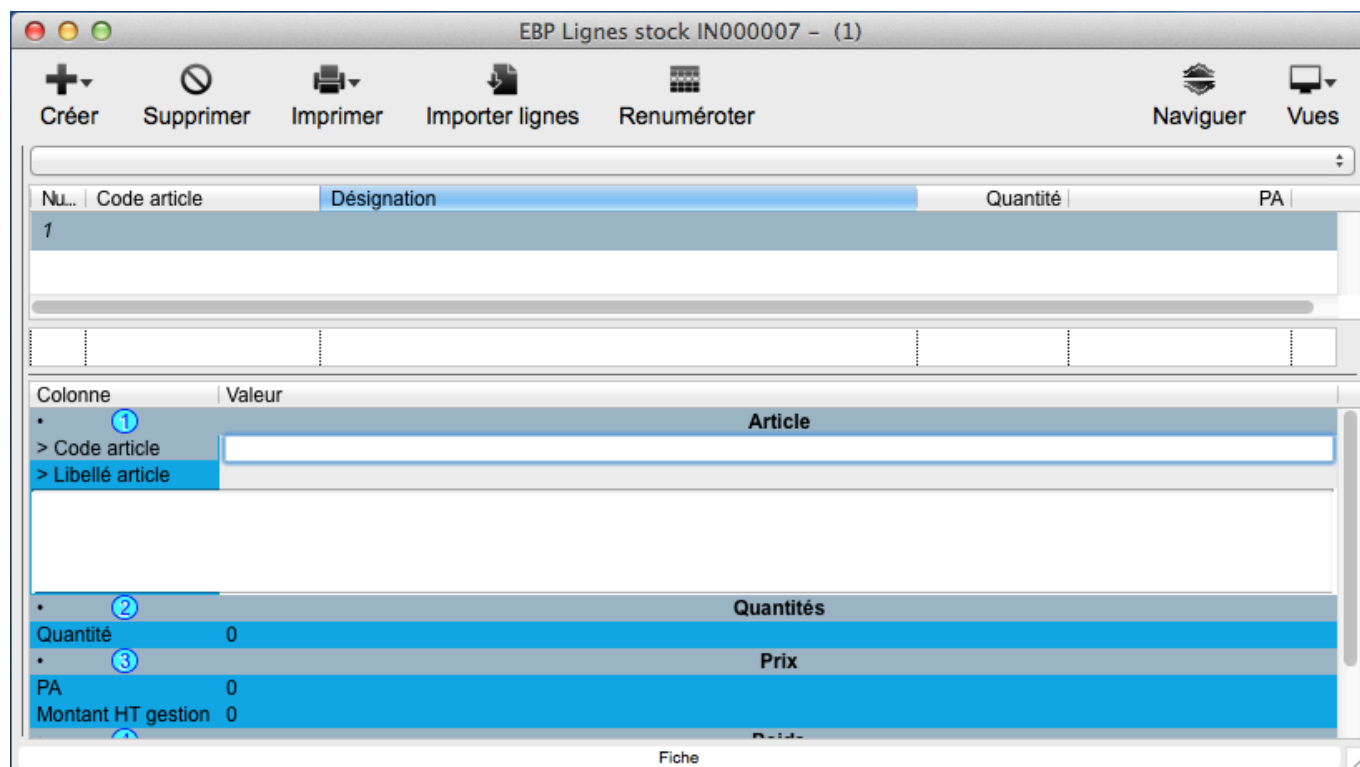 EBP Lignes stock IN000007 – (1)
Créer Supprimer Imprimer Importer lignes Renuméroter Naviguer Vues
Nu... Code article Désignation Quantité PA
1
Colonne Valeur
• 1 Article
> Code article
> Libellé article
• 2 Quantités
Quantité 0
• 3 Prix
PA 0
Montant HT gestion 0
Fiche